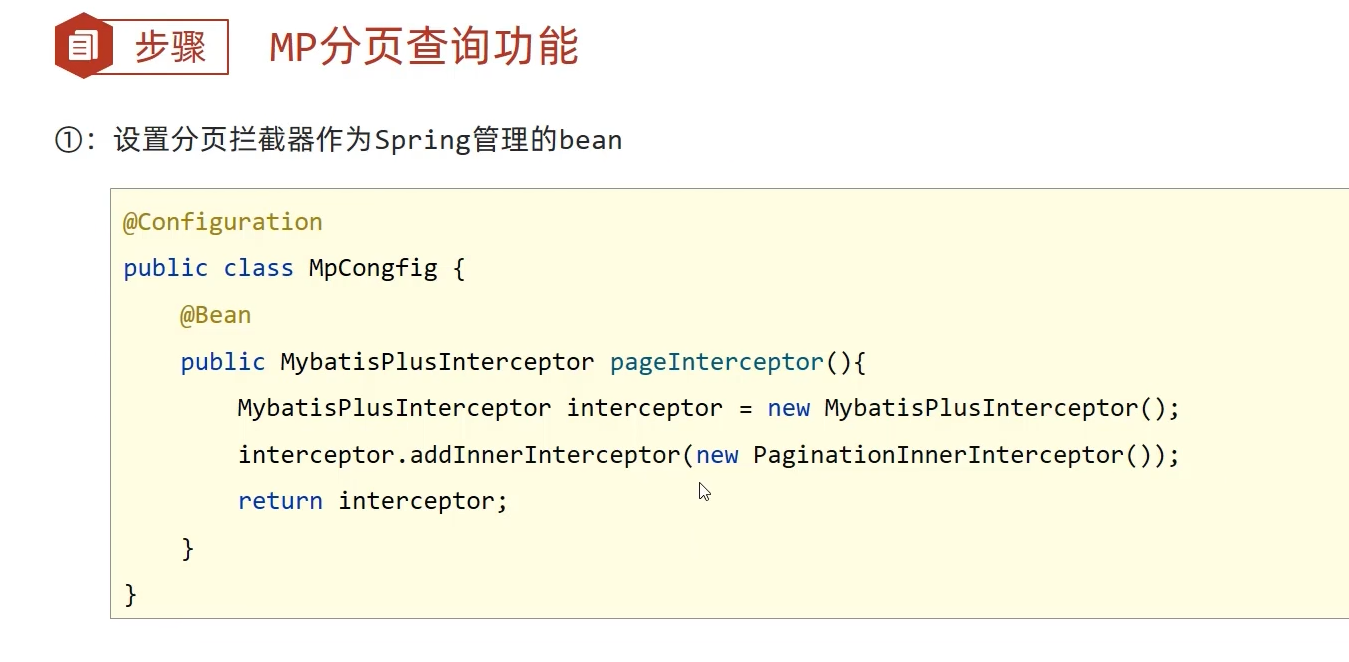 步骤 MP分页查询功能
①：设置分页拦截器作为Spring管理的bean
@Configuration
public class MpCongfig {
    @Bean
    public MybatisPlusInterceptor pageInterceptor(){
        MybatisPlusInterceptor interceptor = new MybatisPlusInterceptor();
        interceptor.addInnerInterceptor(new PaginationInnerInterceptor());
        return interceptor;
    }
}